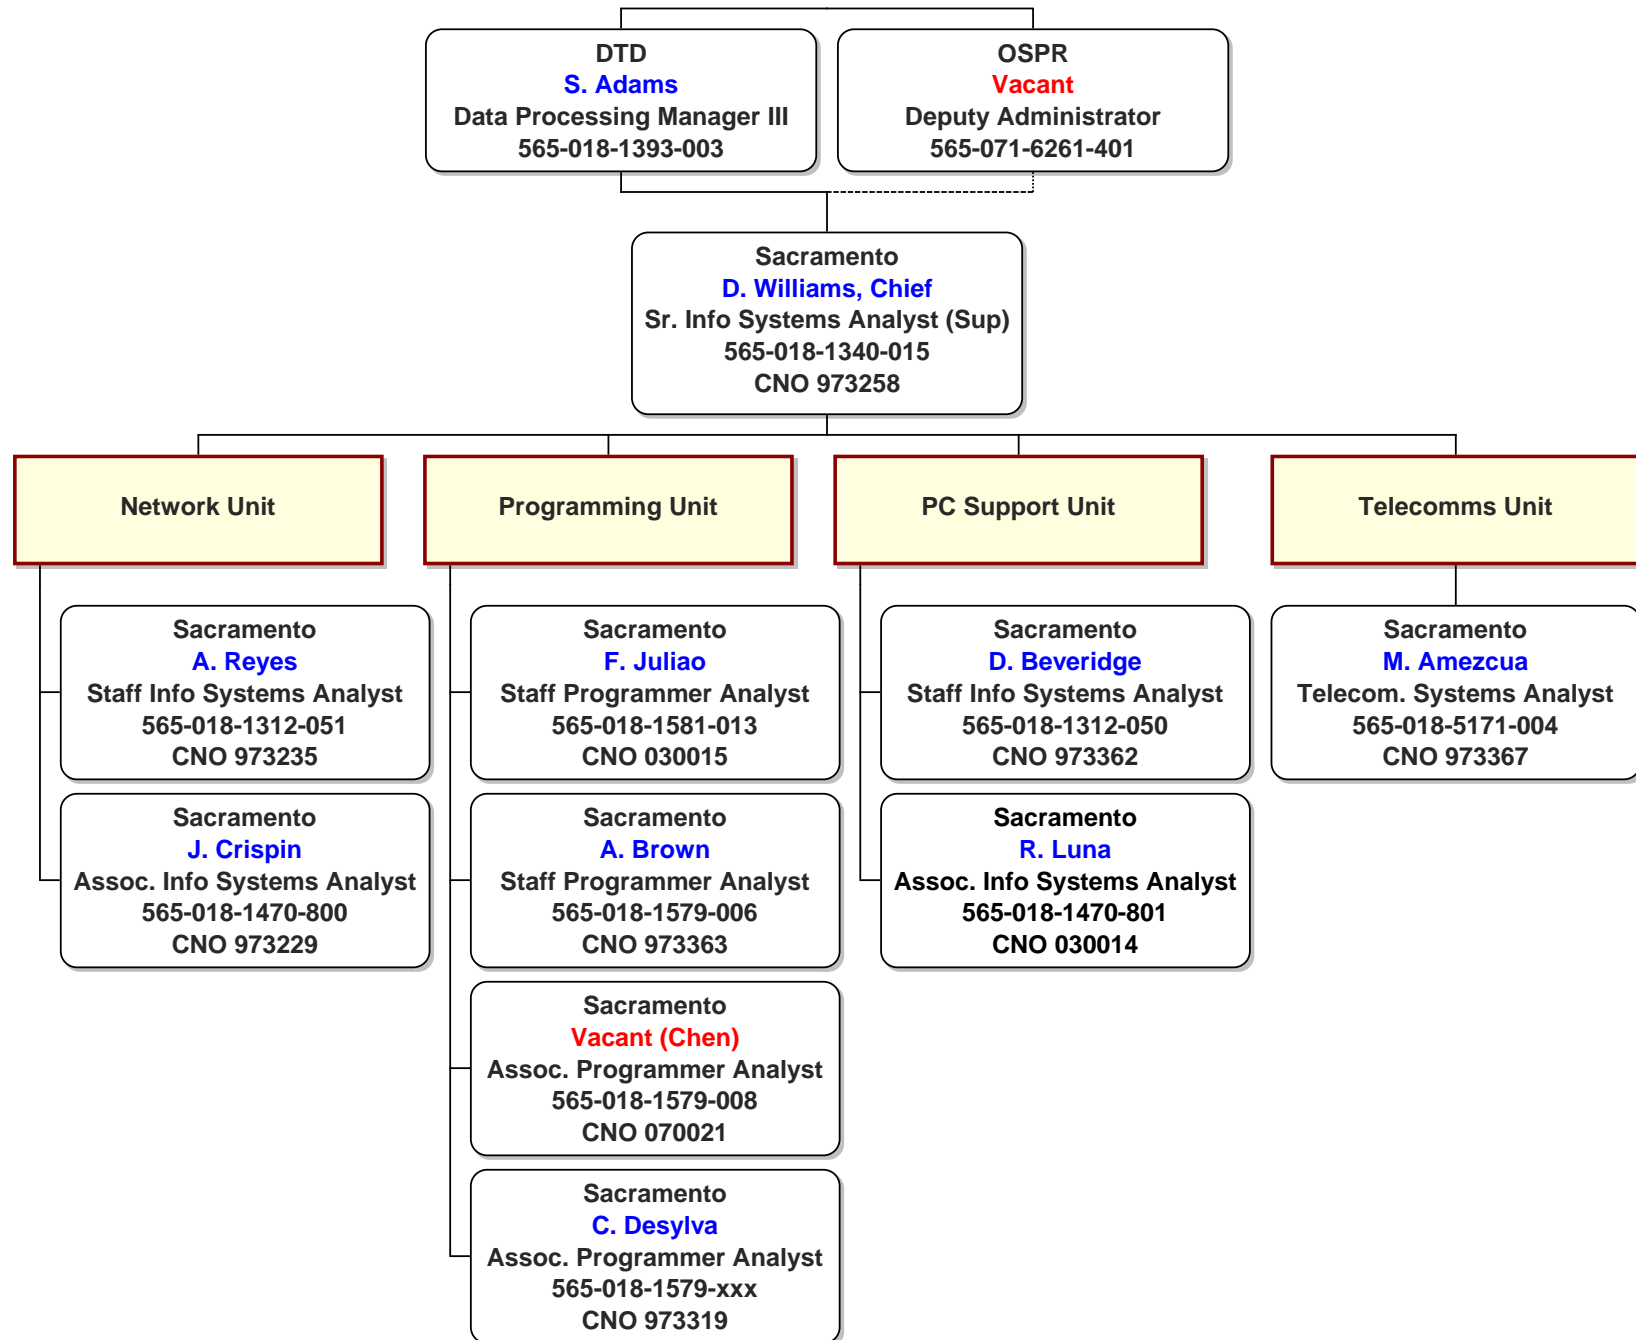 DTD
S. Adams
Data Processing Manager III
565-018-1393-003
OSPR
Vacant
Deputy Administrator
565-071-6261-401
Sacramento
D. Williams, Chief
Sr. Info Systems Analyst (Sup)
565-018-1340-015
CNO 973258
Network Unit
Programming Unit
PC Support Unit
Telecomms Unit
Sacramento
A. Reyes
Staff Info Systems Analyst
565-018-1312-051
CNO 973235
Sacramento
J. Crispin
Assoc. Info Systems Analyst
565-018-1470-800
CNO 973229
Sacramento
F. Juliao
Staff Programmer Analyst
565-018-1581-013
CNO 030015
Sacramento
A. Brown
Staff Programmer Analyst
565-018-1579-006
CNO 973363
Sacramento
Vacant (Chen)
Assoc. Programmer Analyst
565-018-1579-008
CNO 070021
Sacramento
C. Desylva
Assoc. Programmer Analyst
565-018-1579-xxx
CNO 973319
Sacramento
D. Beveridge
Staff Info Systems Analyst
565-018-1312-050
CNO 973362
Sacramento
R. Luna
Assoc. Info Systems Analyst
565-018-1470-801
CNO 030014
Sacramento
M. Amezcua
Telecom. Systems Analyst
565-018-5171-004
CNO 973367